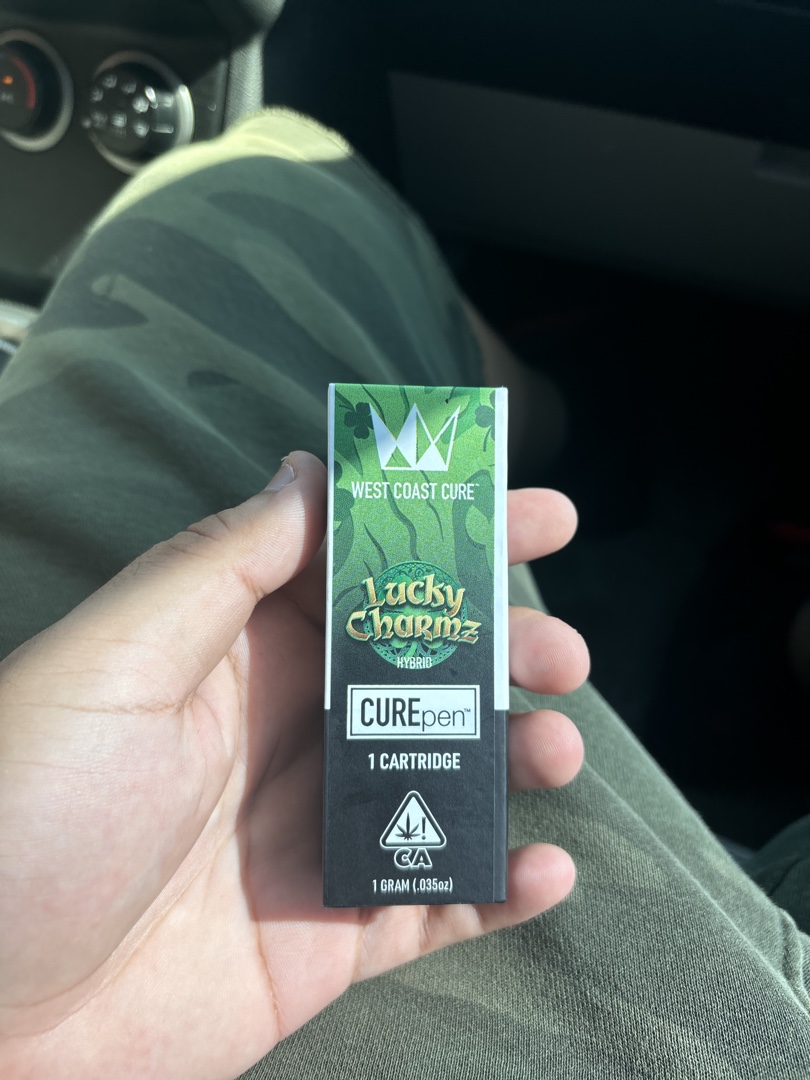 WEST COAST CURE™
Lucky
Charmz
HYBRID
CUREpen™
1 CARTRIDGE
!
CA
1 GRAM (.035oz)